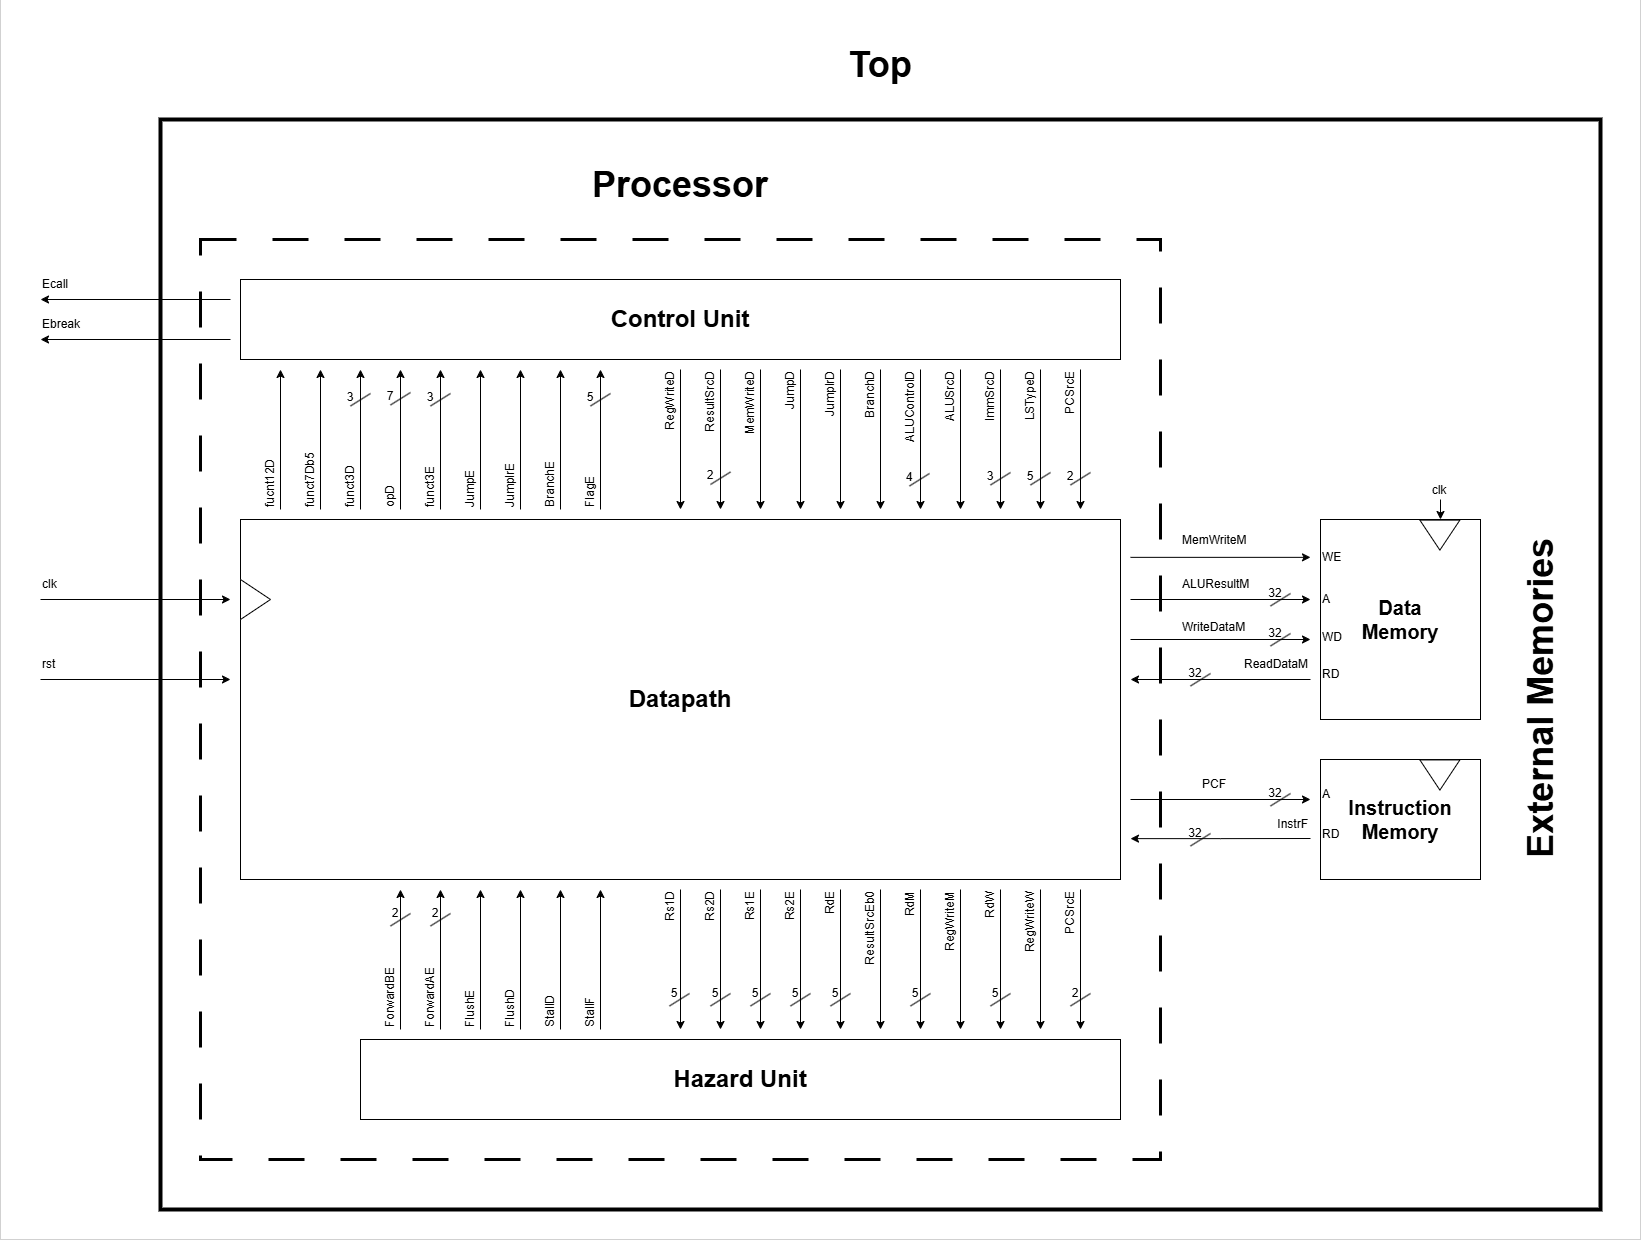 Top
Processor
Ecall
Ebreak
Control Unit
3
7
3
5
fucnt12D
funct7Db5
funct3D
opD
funct3E
JumpE
JumplrE
BranchE
FlagE
RegWriteD
ResultSrcD
MemWriteD
JumpD
JumplrD
BranchD
ALUControlD
ALUSrcD
ImmSrcD
LSTypeD
PCSrcE
2
4
3
5
2
clk
rst
Datapath
MemWriteM
ALUResultM
32
WriteDataM
32
ReadDataM
32
clk
WE
A
WD
RD
Data
Memory
PCF
32
InstrF
32
A
RD
Instruction
Memory
External Memories
2
2
ForwardBE
ForwardAE
FlushE
FlushD
StallD
StallF
Rs1D
Rs2D
Rs1E
Rs2E
RdE
ResultSrcEb0
RdM
RegWriteM
RdW
RegWriteW
PCSrcE
5
5
5
5
5
5
5
2
Hazard Unit